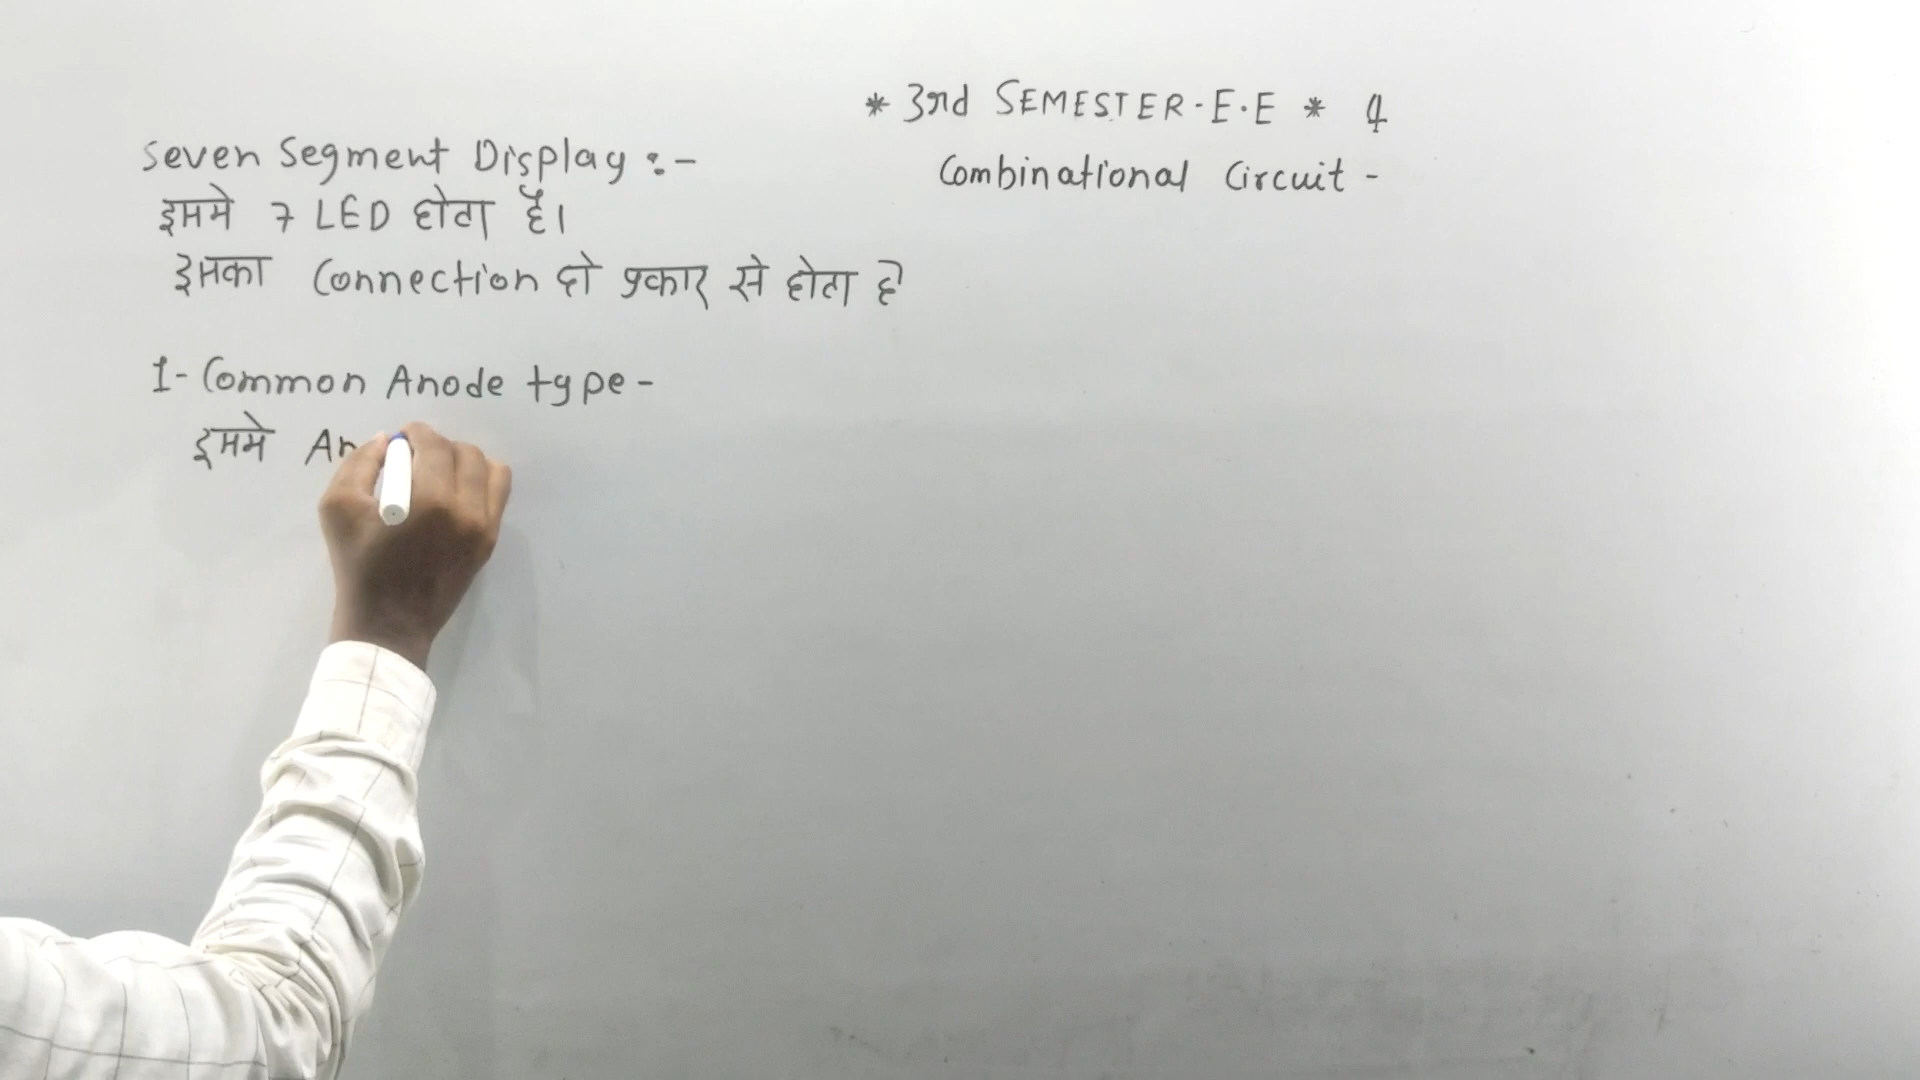 * 3rd SEMESTER-E.E * 4
Combinational Circuit -
Seven Segment Display :-
इसमे 7 LED होता है।
इसका Connection दो प्रकार से होता है
1- Common Anode type -
इसमे An